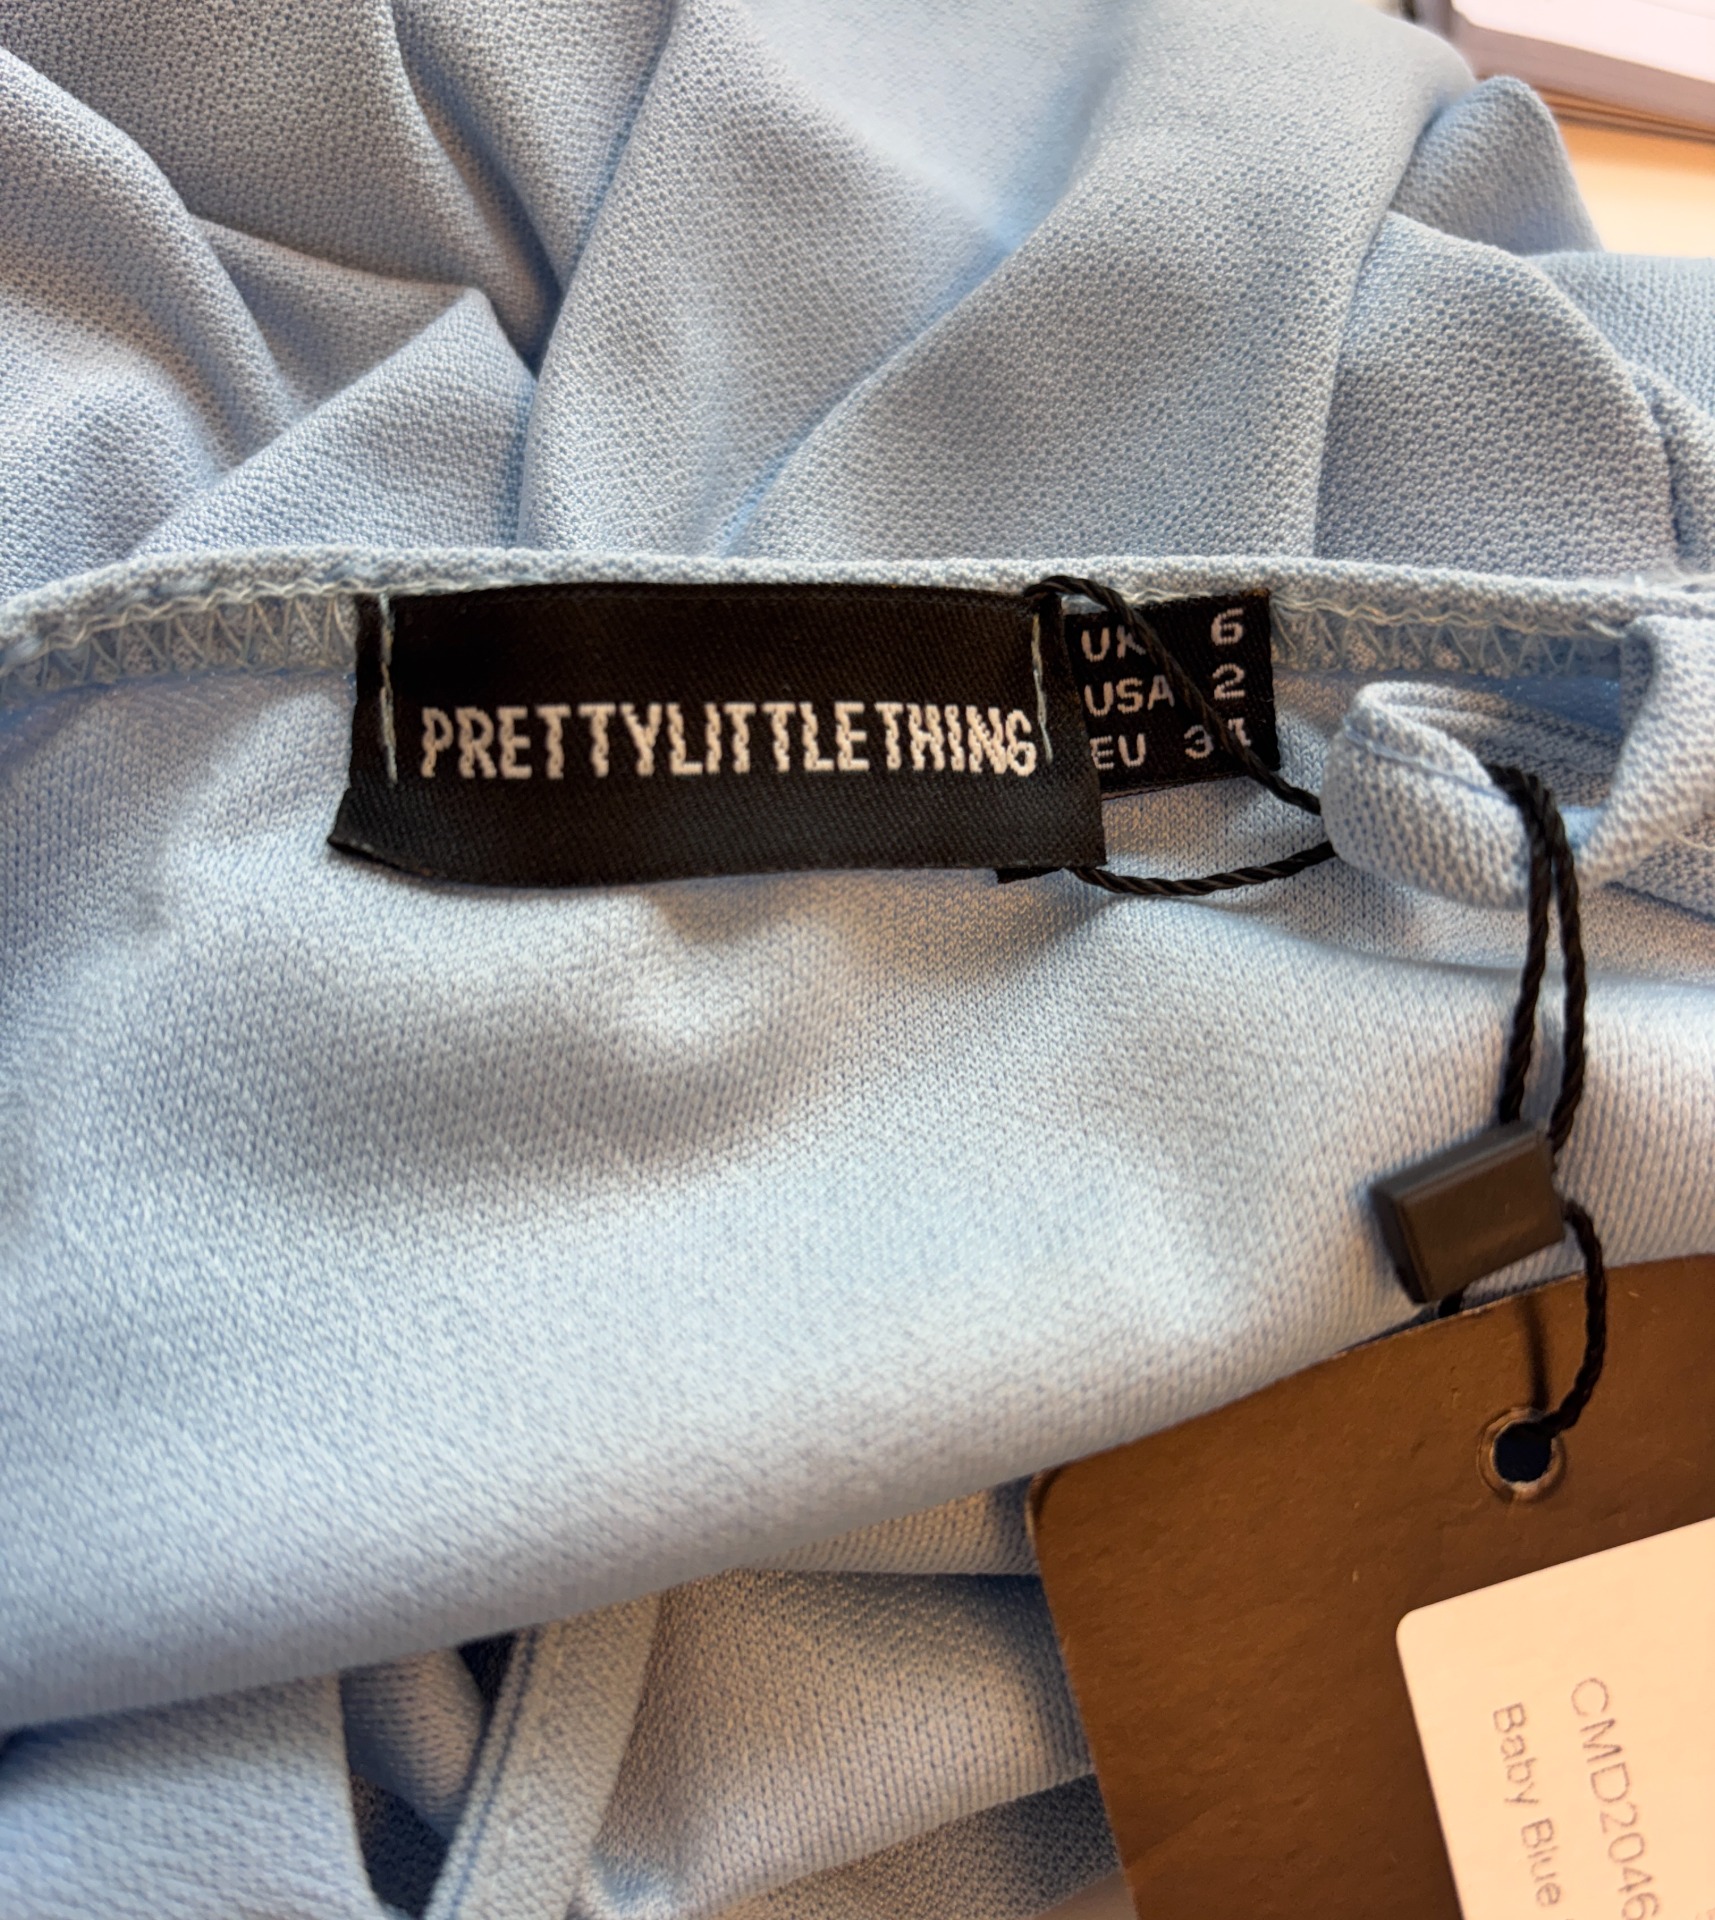 PRETTYLITTLETHING
UK 6
USA 2
EU 34
CMD2046
Baby Blue